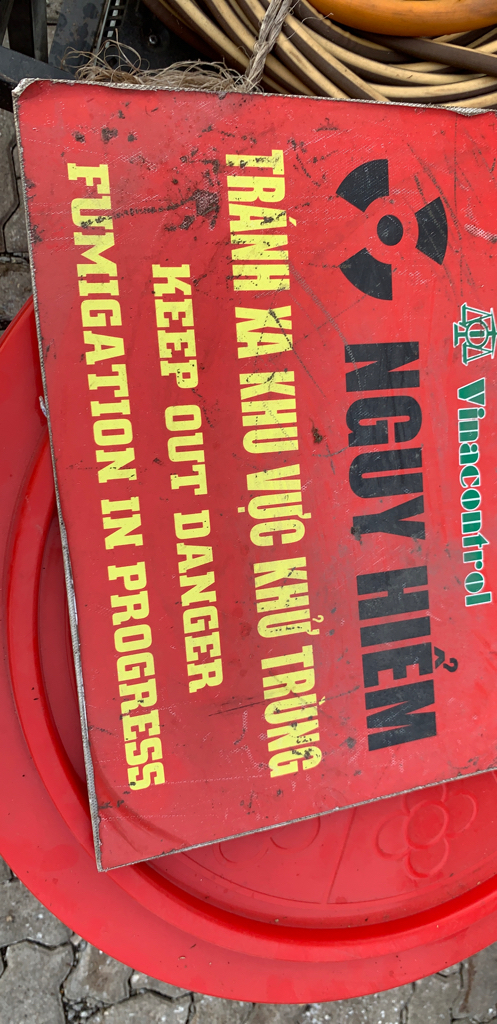 Vinacontrol
NGUY HIỂM
TRÁNH XA KHU VỰC KHỬ TRÙNG
KEEP OUT DANGER
FUMIGATION IN PROGRESS